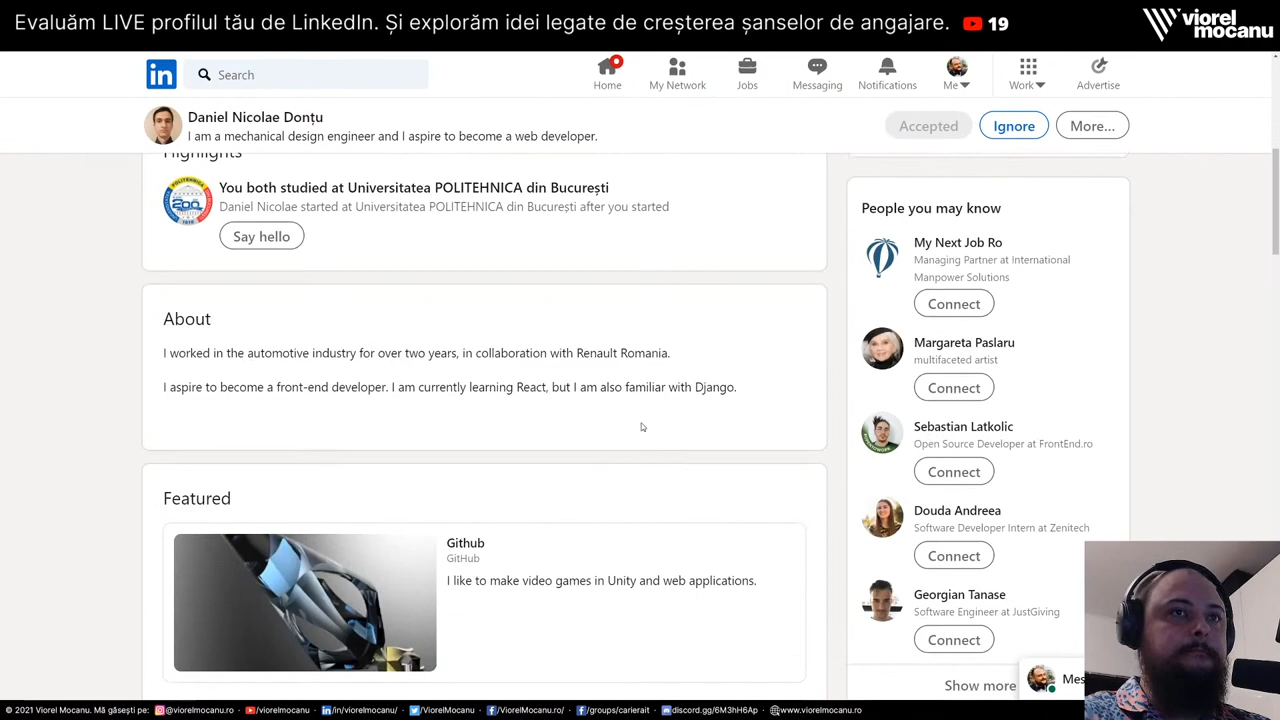 Evaluăm LIVE profilul tău de LinkedIn. Și explorăm idei legate de creșterea șanselor de angajare. 19
viorel mocanu
in
Search
Home
My Network
Jobs
Messaging
Notifications
Me
Work
Advertise
Daniel Nicolae Donțu
I am a mechanical design engineer and I aspire to become a web developer.
Accepted
Ignore
More...
Highlights
You both studied at Universitatea POLITEHNICA din București
Daniel Nicolae started at Universitatea POLITEHNICA din București after you started
Say hello
About
I worked in the automotive industry for over two years, in collaboration with Renault Romania.
I aspire to become a front-end developer. I am currently learning React, but I am also familiar with Django.
Featured
Github
GitHub
I like to make video games in Unity and web applications.
People you may know
My Next Job Ro
Managing Partner at International
Manpower Solutions
Connect
Margareta Paslaru
multifaceted artist
Connect
Sebastian Latkolic
Open Source Developer at FrontEnd.ro
Connect
Douda Andreea
Software Developer Intern at Zenitech
Connect
Georgian Tanase
Software Engineer at JustGiving
Connect
Show more
Mes
© 2021 Viorel Mocanu. Mă găsești pe: @viorelmocanu.ro /viorelmocanu /in/viorelmocanu/ /ViorelMocanu /ViorelMocanu.ro/ /groups/carierait discord.gg/6M3hH6Ap www.viorelmocanu.ro